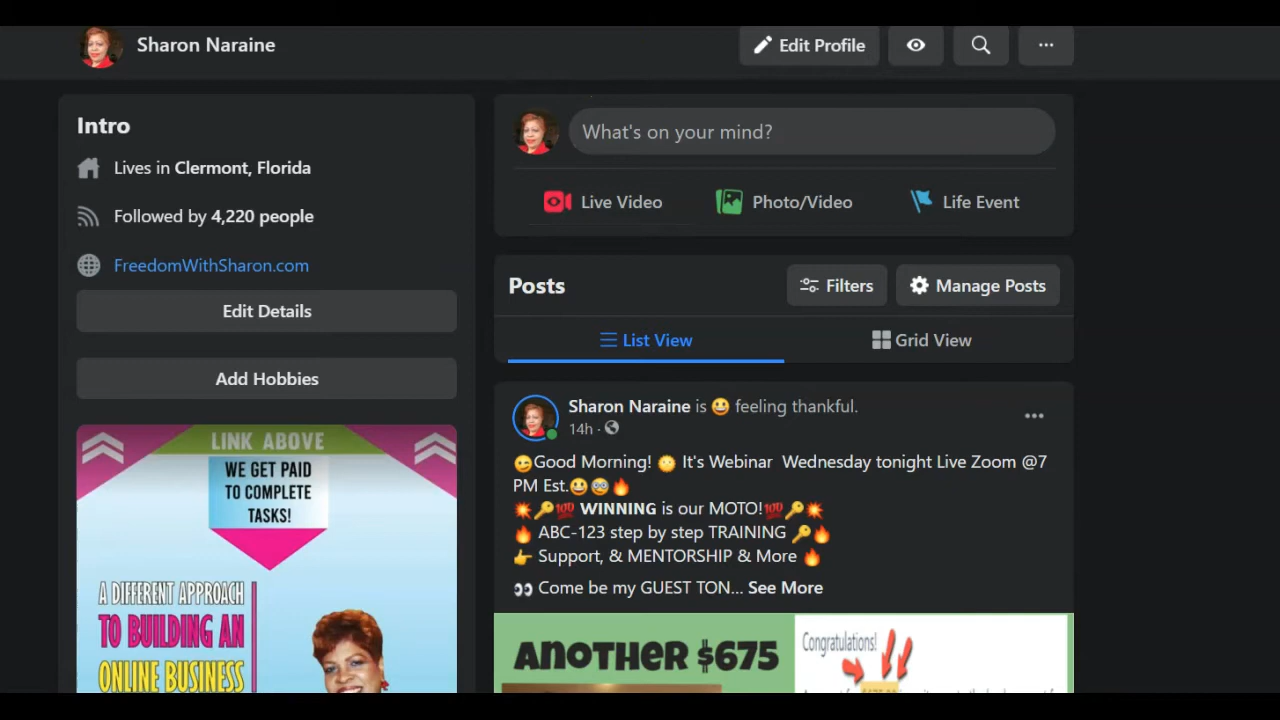 Sharon Naraine
Edit Profile
Intro
Lives in Clermont, Florida
Followed by 4,220 people
FreedomWithSharon.com
Edit Details
Add Hobbies
LINK ABOVE
WE GET PAID
TO COMPLETE
TASKS!
A DIFFERENT APPROACH
TO BUILDING AN
ONLINE BUSINESS
What's on your mind?
Live Video
Photo/Video
Life Event
Posts
Filters
Manage Posts
List View
Grid View
Sharon Naraine is 😀 feeling thankful.
14h ·
😉Good Morning! 🌞 It's Webinar Wednesday tonight Live Zoom @7
PM Est.😀🤓🔥
💥🔑💯 WINNING is our MOTO!💯🔑💥
🔥 ABC-123 step by step TRAINING 🔑🔥
👉 Support, & MENTORSHIP & More 🔥
👀 Come be my GUEST TON... See More
ANOTHER $675
Congratulations!